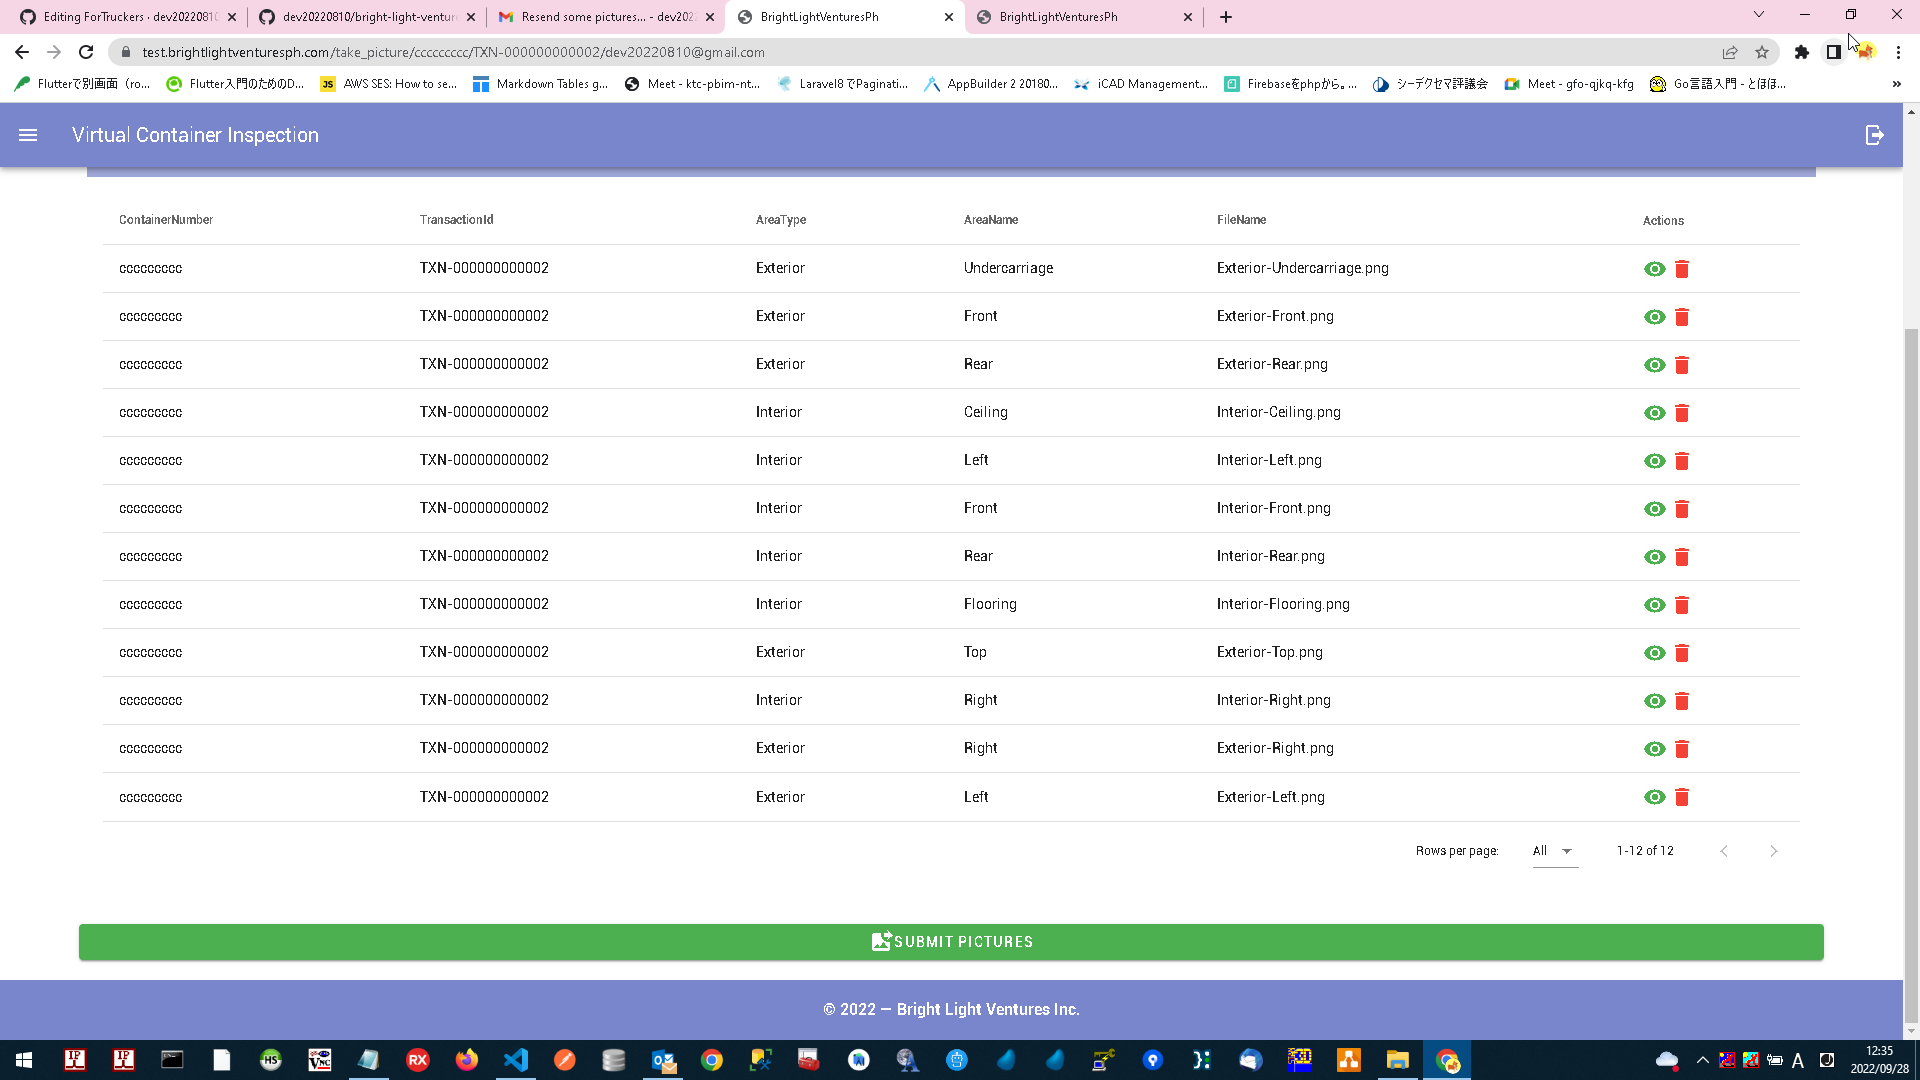 Editing ForTruckers · dev20220810
dev20220810/bright-light-ventur
Resend some pictures... - dev202
BrightLightVenturesPh
BrightLightVenturesPh
test.brightlightventuresph.com/take_picture/ccccccccc/TXN-000000000002/dev20220810@gmail.com
Flutterで別画面（ro...
Flutter入門のためのD...
AWS SES: How to se...
Markdown Tables g...
Meet - ktc-pbim-nt...
Laravel8でPaginati...
AppBuilder 2 20180...
iCAD Management...
Firebaseをphpから。...
シーデクセマ評議会
Meet - gfo-qjkq-kfg
Go言語入門 - とほほ...
Virtual Container Inspection
ContainerNumber TransactionId AreaType AreaName FileName Actions
ccccccccc TXN-000000000002 Exterior Undercarriage Exterior-Undercarriage.png
ccccccccc TXN-000000000002 Exterior Front Exterior-Front.png
ccccccccc TXN-000000000002 Exterior Rear Exterior-Rear.png
ccccccccc TXN-000000000002 Interior Ceiling Interior-Ceiling.png
ccccccccc TXN-000000000002 Interior Left Interior-Left.png
ccccccccc TXN-000000000002 Interior Front Interior-Front.png
ccccccccc TXN-000000000002 Interior Rear Interior-Rear.png
ccccccccc TXN-000000000002 Interior Flooring Interior-Flooring.png
ccccccccc TXN-000000000002 Exterior Top Exterior-Top.png
ccccccccc TXN-000000000002 Interior Right Interior-Right.png
ccccccccc TXN-000000000002 Exterior Right Exterior-Right.png
ccccccccc TXN-000000000002 Exterior Left Exterior-Left.png
Rows per page: All 1-12 of 12
SUBMIT PICTURES
© 2022 — Bright Light Ventures Inc.
A
12:35
2022/09/28